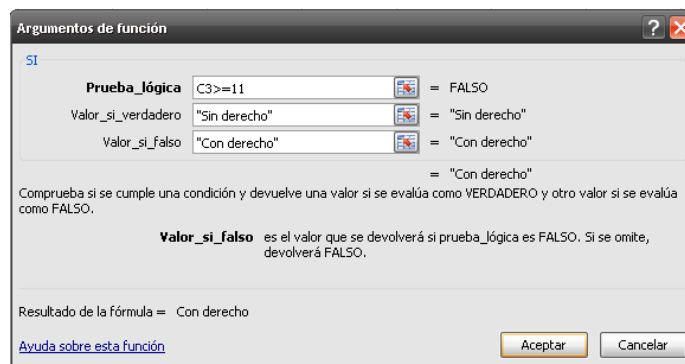 Argumentos de función
SI
Prueba_lógica C3>=11 = FALSO
Valor_si_verdadero "Sin derecho" = "Sin derecho"
Valor_si_falso "Con derecho" = "Con derecho"
= "Con derecho"
Comprueba si se cumple una condición y devuelve una valor si se evalúa como VERDADERO y otro valor si se evalúa
como FALSO.
Valor_si_falso es el valor que se devolverá si prueba_lógica es FALSO. Si se omite,
devolverá FALSO.
Resultado de la fórmula = Con derecho
Ayuda sobre esta función Aceptar Cancelar